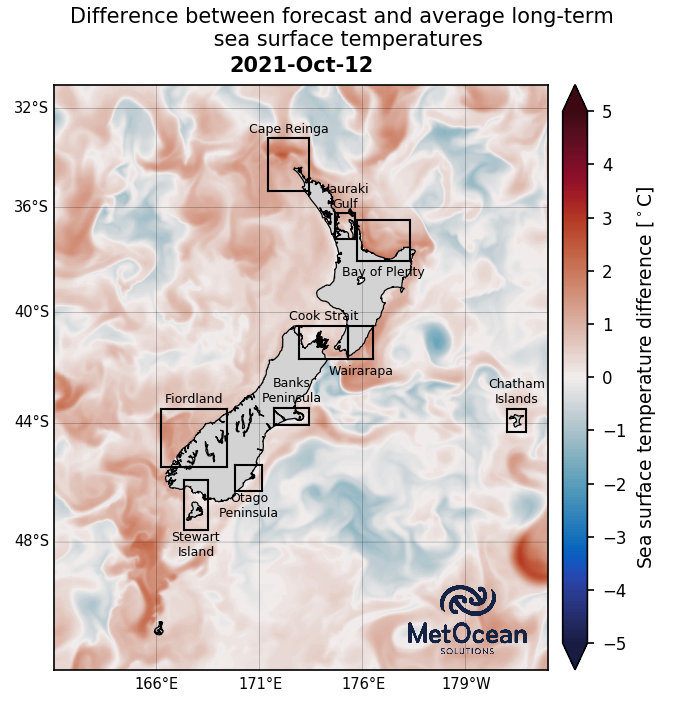 Difference between forecast and average long-term
sea surface temperatures
2021-Oct-12
32°S
36°S
40°S
44°S
48°S
166°E
171°E
176°E
179°W
Cape Reinga
Hauraki
Gulf
Bay of Plenty
Cook Strait
Wairarapa
Banks
Peninsula
Fiordland
Chatham
Islands
Otago
Peninsula
Stewart
Island
MetOcean
SOLUTIONS
5
4
3
2
1
0
−1
−2
−3
−4
−5
Sea surface temperature difference [°C]